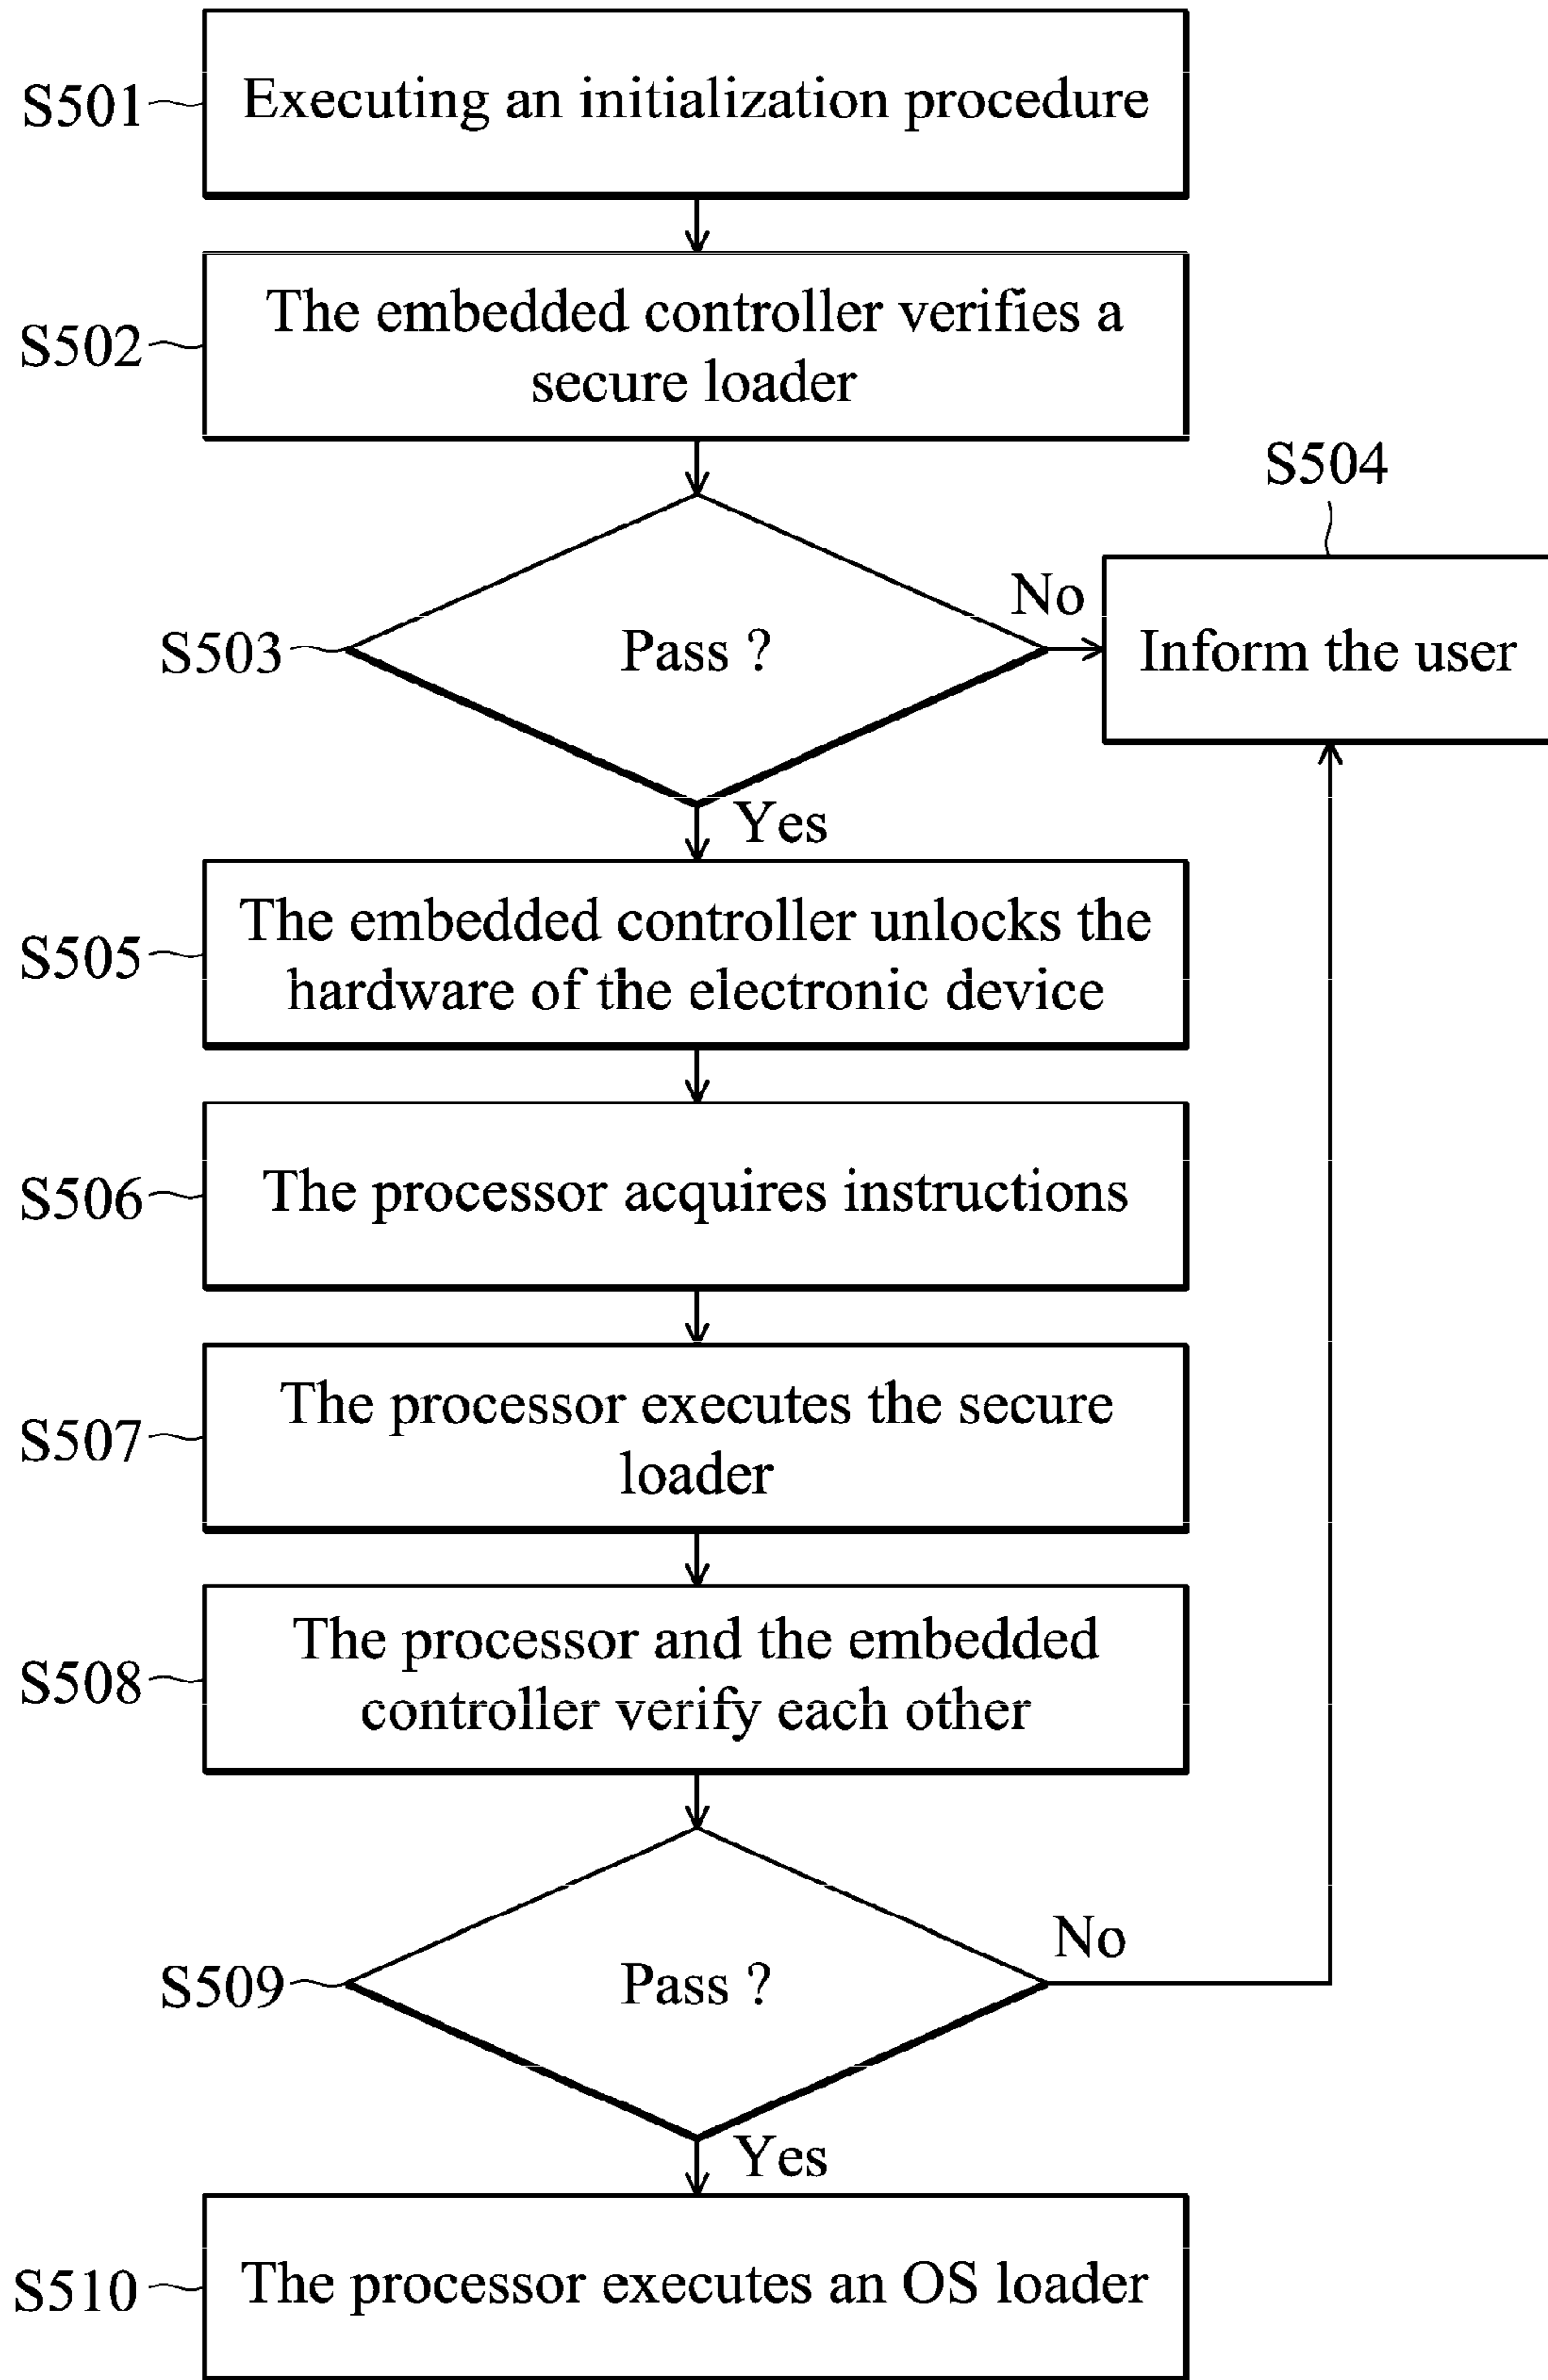 S501
Executing an initialization procedure
S502
The embedded controller verifies a
secure loader
S503
Pass ?
No
S504
Inform the user
Yes
S505
The embedded controller unlocks the
hardware of the electronic device
S506
The processor acquires instructions
S507
The processor executes the secure
loader
S508
The processor and the embedded
controller verify each other
S509
Pass ?
No
Yes
S510
The processor executes an OS loader